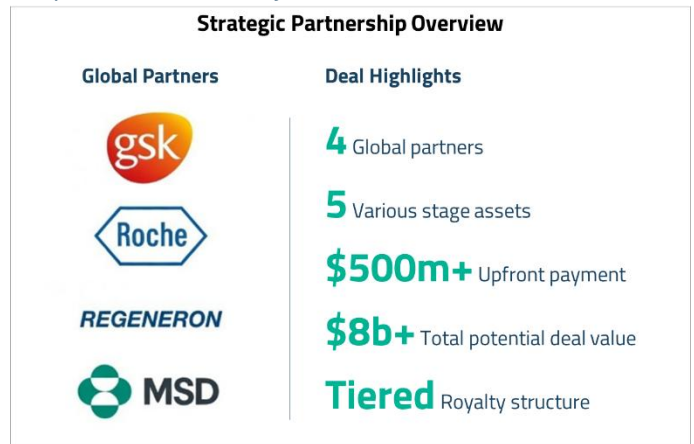 Strategic Partnership Overview
Global Partners
gsk
Roche
REGENERON
MSD
Deal Highlights
4 Global partners
5 Various stage assets
$500m+ Upfront payment
$8b+ Total potential deal value
Tiered Royalty structure